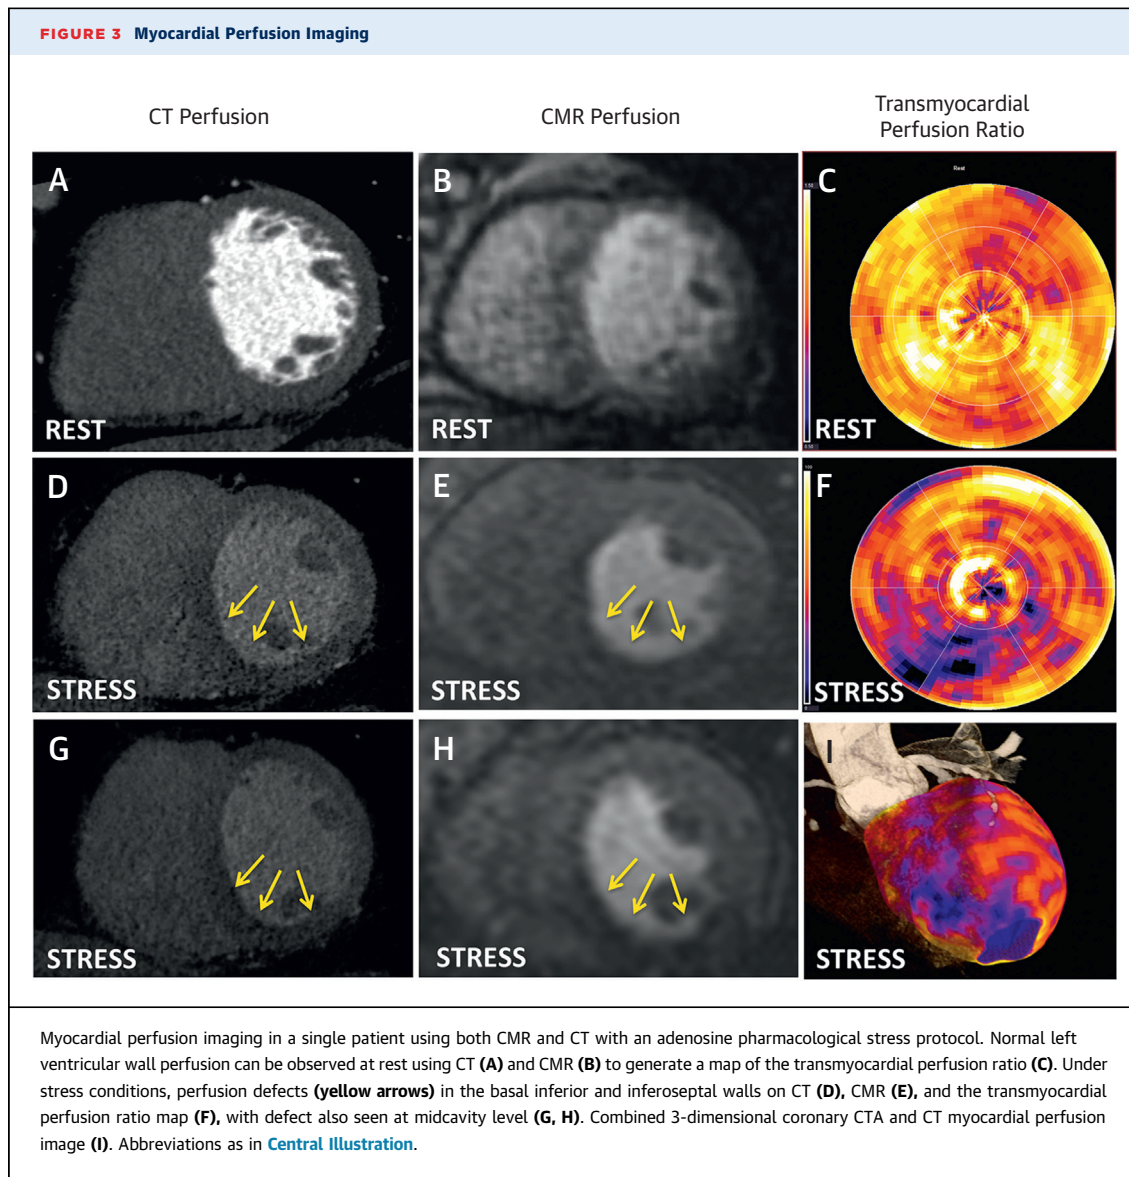 FIGURE 3 Myocardial Perfusion Imaging
CT Perfusion
CMR Perfusion
Transmyocardial
Perfusion Ratio
A
REST
B
REST
Rest
C
REST
D
STRESS
E
STRESS
F
STRESS
G
STRESS
H
STRESS
I
STRESS
Myocardial perfusion imaging in a single patient using both CMR and CT with an adenosine pharmacological stress protocol. Normal left
ventricular wall perfusion can be observed at rest using CT (A) and CMR (B) to generate a map of the transmyocardial perfusion ratio (C). Under
stress conditions, perfusion defects (yellow arrows) in the basal inferior and inferoseptal walls on CT (D), CMR (E), and the transmyocardial
perfusion ratio map (F), with defect also seen at midcavity level (G, H). Combined 3-dimensional coronary CTA and CT myocardial perfusion
image (I). Abbreviations as in Central Illustration.